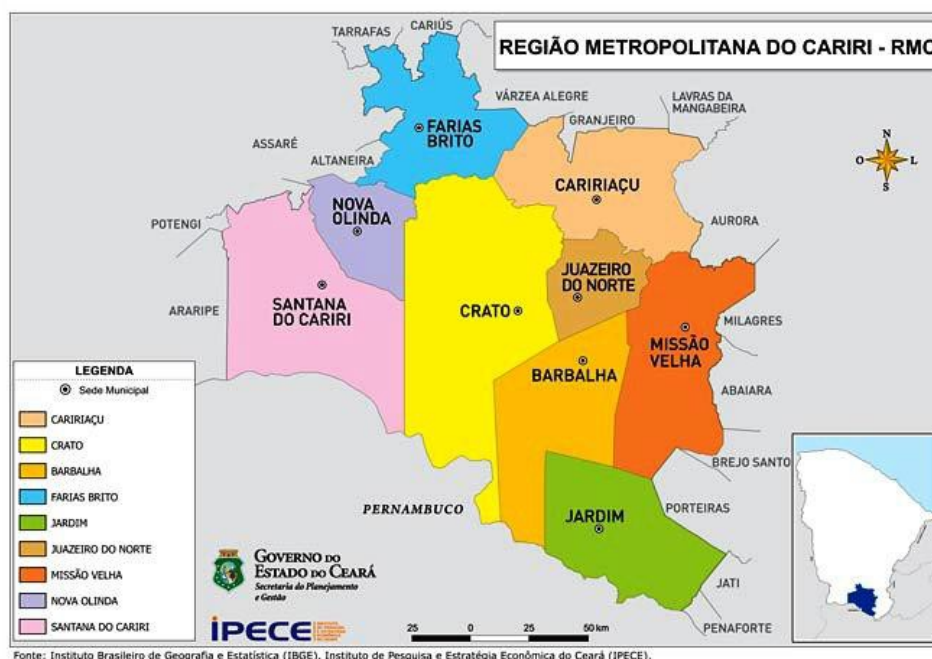 REGIÃO METROPOLITANA DO CARIRI - RMC
TARRAFAS
CARIÚS
VÁRZEA ALEGRE
LAVRAS DA
MANGABEIRA
GRANJEIRO
FARIAS
BRITO
ASSARÉ
ALTANEIRA
N
O
L
S
CARIRIAÇU
NOVA
OLINDA
POTENGI
AURORA
JUAZEIRO
DO NORTE
SANTANA
DO CARIRI
CRATO
ARARIPE
MILAGRES
MISSÃO
VELHA
BARBALHA
ABAIARA
BREJO SANTO
PERNAMBUCO
PORTEIRAS
JARDIM
JATI
PENAFORTE
LEGENDA
Sede Municipal
CARIRIAÇU
CRATO
BARBALHA
FARIAS BRITO
JARDIM
JUAZEIRO DO NORTE
MISSÃO VELHA
NOVA OLINDA
SANTANA DO CARIRI
GOVERNO DO
ESTADO DO CEARÁ
Secretaria do Planejamento
e Gestão
IPECE
25 0 25 50 km
Fonte: Instituto Brasileiro de Geografia e Estatística (IBGE), Instituto de Pesquisa e Estratégia Econômica do Ceará (IPECE).